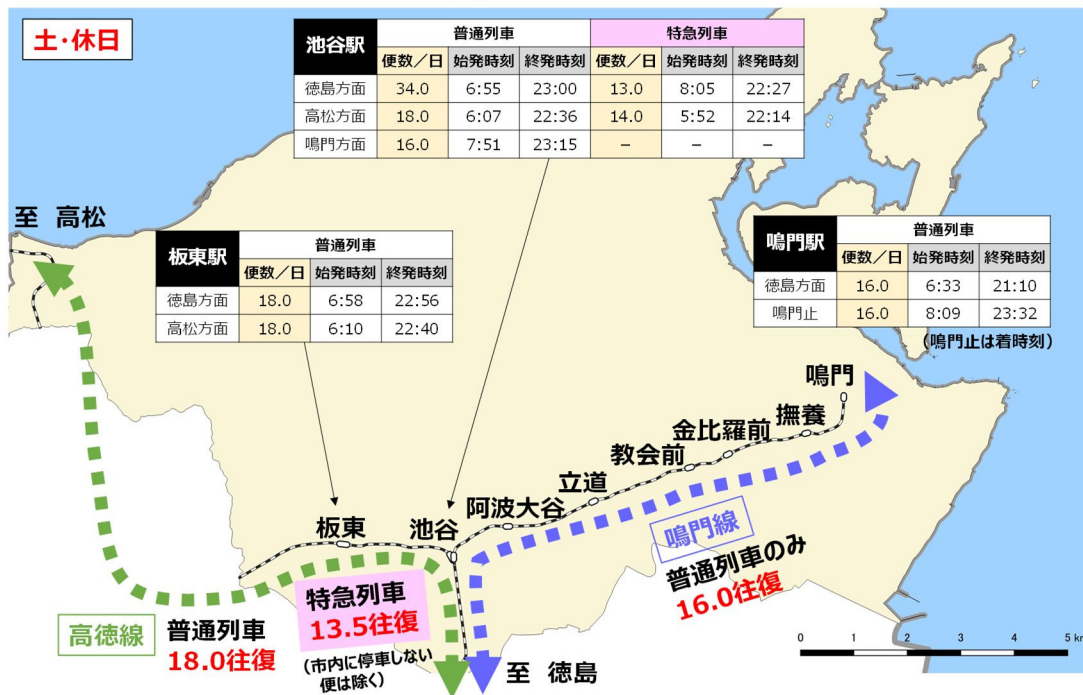 土・休日
池谷駅 普通列車 特急列車
便数／日 始発時刻 終発時刻 便数／日 始発時刻 終発時刻
徳島方面 34.0 6:55 23:00 13.0 8:05 22:27
高松方面 18.0 6:07 22:36 14.0 5:52 22:14
鳴門方面 16.0 7:51 23:15 － － －
至 高松
板東駅 普通列車
便数／日 始発時刻 終発時刻
徳島方面 18.0 6:58 22:56
高松方面 18.0 6:10 22:40
鳴門駅 普通列車
便数／日 始発時刻 終発時刻
徳島方面 16.0 6:33 21:10
鳴門止 16.0 8:09 23:32
（鳴門止は着時刻）
鳴門
撫養
金比羅前
教会前
立道
阿波大谷
池谷
板東
鳴門線
普通列車のみ
16.0往復
特急列車
13.5往復
（市内に停車しない
便は除く）
高徳線
普通列車
18.0往復
至 徳島
0 1 2 3 4 5 km